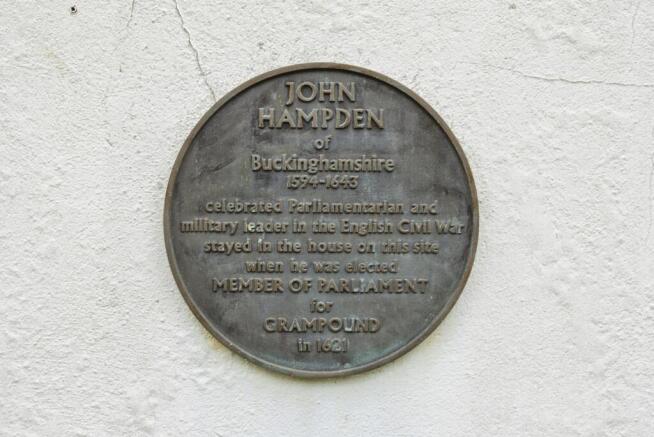 JOHN
HAMPDEN
of
Buckinghamshire
1594-1643
celebrated Parliamentarian and
military leader in the English Civil War
stayed in the house on this site
when he was elected
MEMBER OF PARLIAMENT
for
GRAMPOUND
in 1621